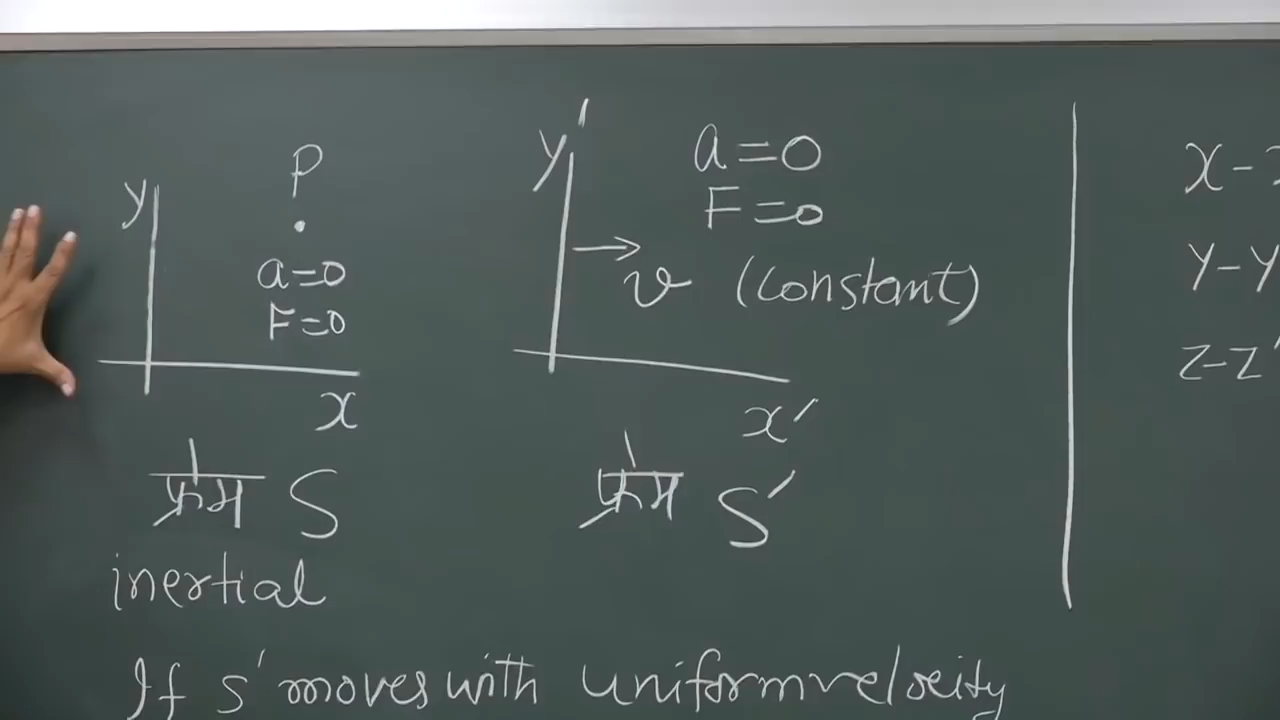 P
y
a=0
F=0
x
फ्रेम S
inertial
y'
a=0
F=0
v (constant)
x'
फ्रेम S'
x-
y-y
z-z'
If s' moves with uniform velocity